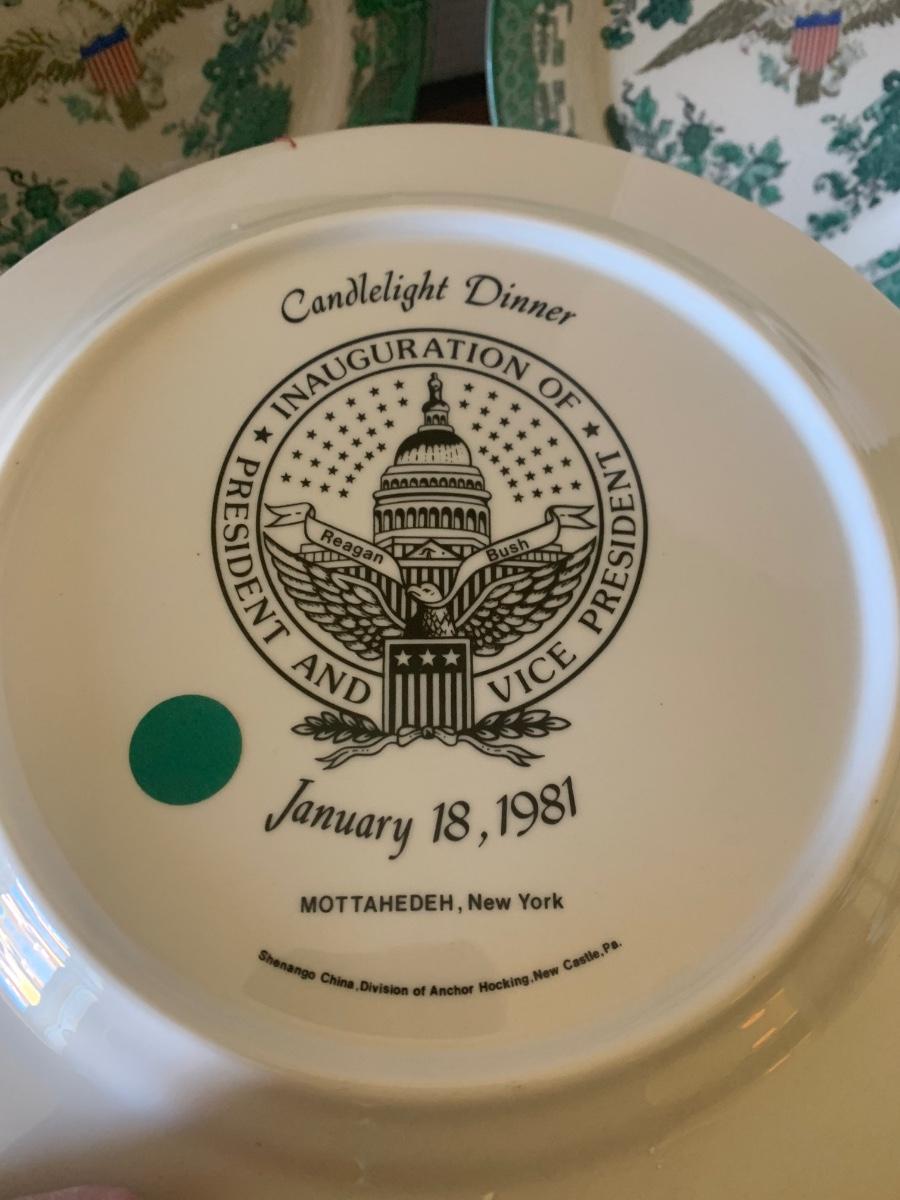 Candlelight Dinner
★ INAUGURATION OF ★
PRESIDENT AND VICE PRESIDENT
Reagan
Bush
January 18, 1981
MOTTAHEDEH, New York
Shenango China, Division of Anchor Hocking, New Castle, Pa.